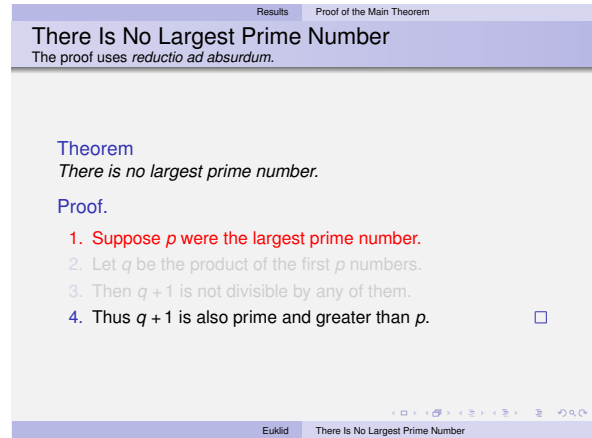 Results Proof of the Main Theorem
There Is No Largest Prime Number
The proof uses reductio ad absurdum.
Theorem
There is no largest prime number.
Proof.
1. Suppose p were the largest prime number.
2. Let q be the product of the first p numbers.
3. Then q + 1 is not divisible by any of them.
4. Thus q + 1 is also prime and greater than p.
Euklid There Is No Largest Prime Number